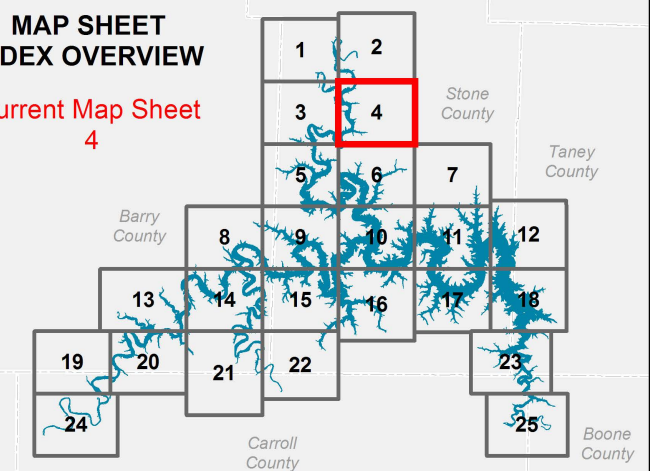 MAP SHEET
DEX OVERVIEW
urrent Map Sheet
4
1
2
3
4
Stone
County
5
6
7
Taney
County
Barry
County
8
9
10
11
12
13
14
15
16
17
18
19
20
21
22
23
24
25
Carroll
County
Boone
County